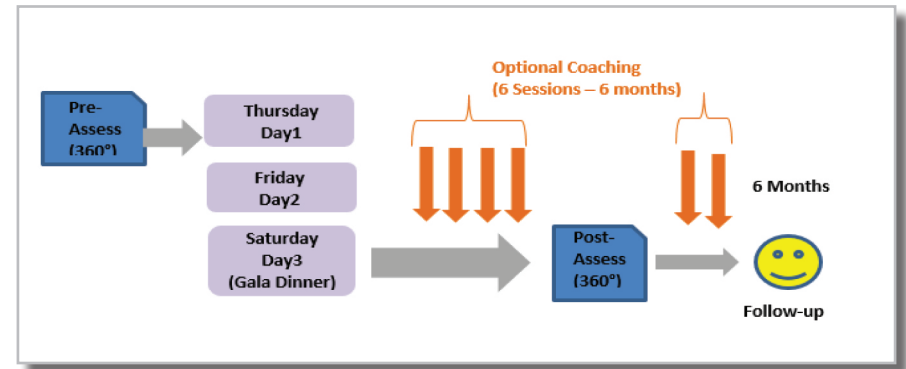 Optional Coaching
(6 Sessions – 6 months)
Pre-
Assess
(360°)
Thursday
Day1
Friday
Day2
Saturday
Day3
(Gala Dinner)
Post-
Assess
(360°)
6 Months
Follow-up